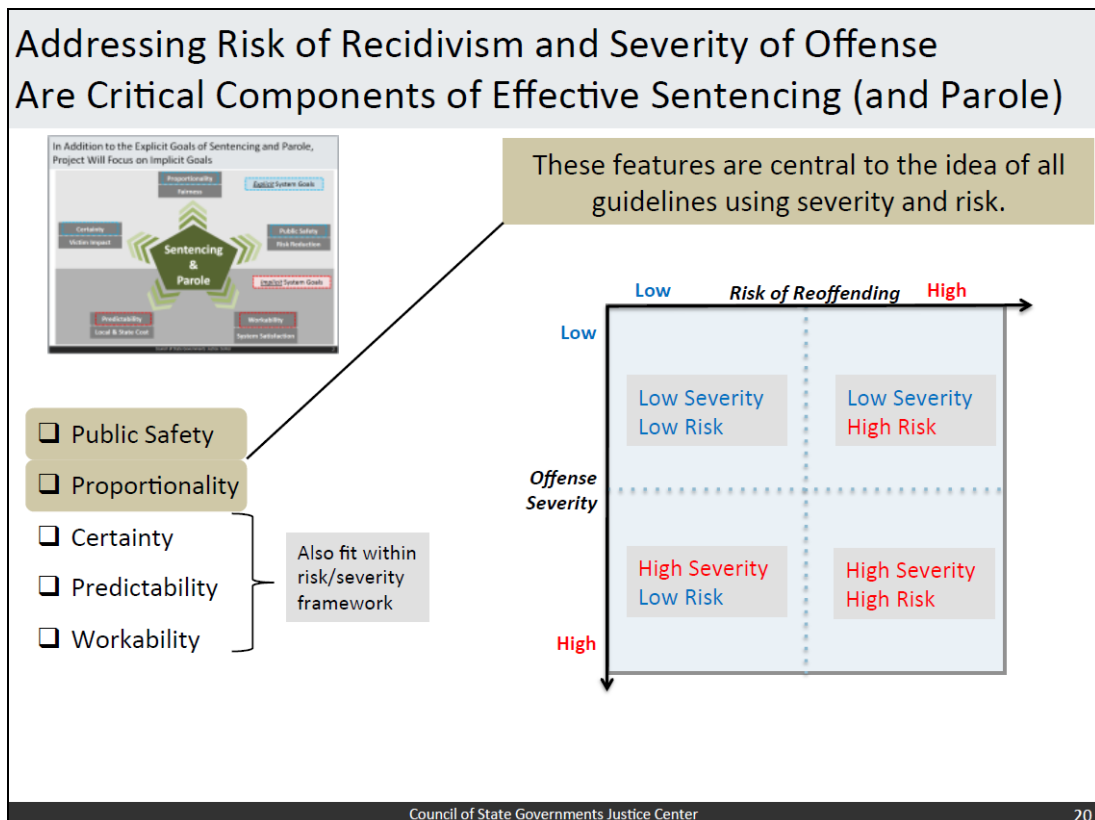 Addressing Risk of Recidivism and Severity of Offense
Are Critical Components of Effective Sentencing (and Parole)
In Addition to the Explicit Goals of Sentencing and Parole,
Project Will Focus on Implicit Goals
Proportionality
Fairness
Explicit System Goals
Certainty
Victim Impact
Public Safety
Risk Reduction
Sentencing
&
Parole
Implicit System Goals
Predictability
Local & State Cost
Workability
System Satisfaction
Council of State Governments Justice Center
These features are central to the idea of all
guidelines using severity and risk.
❑ Public Safety
❑ Proportionality
❑ Certainty
❑ Predictability
❑ Workability
Also fit within
risk/severity
framework
Low Risk of Reoffending High
Low
Offense
Severity
High
Low Severity
Low Risk
Low Severity
High Risk
High Severity
Low Risk
High Severity
High Risk
Council of State Governments Justice Center 20